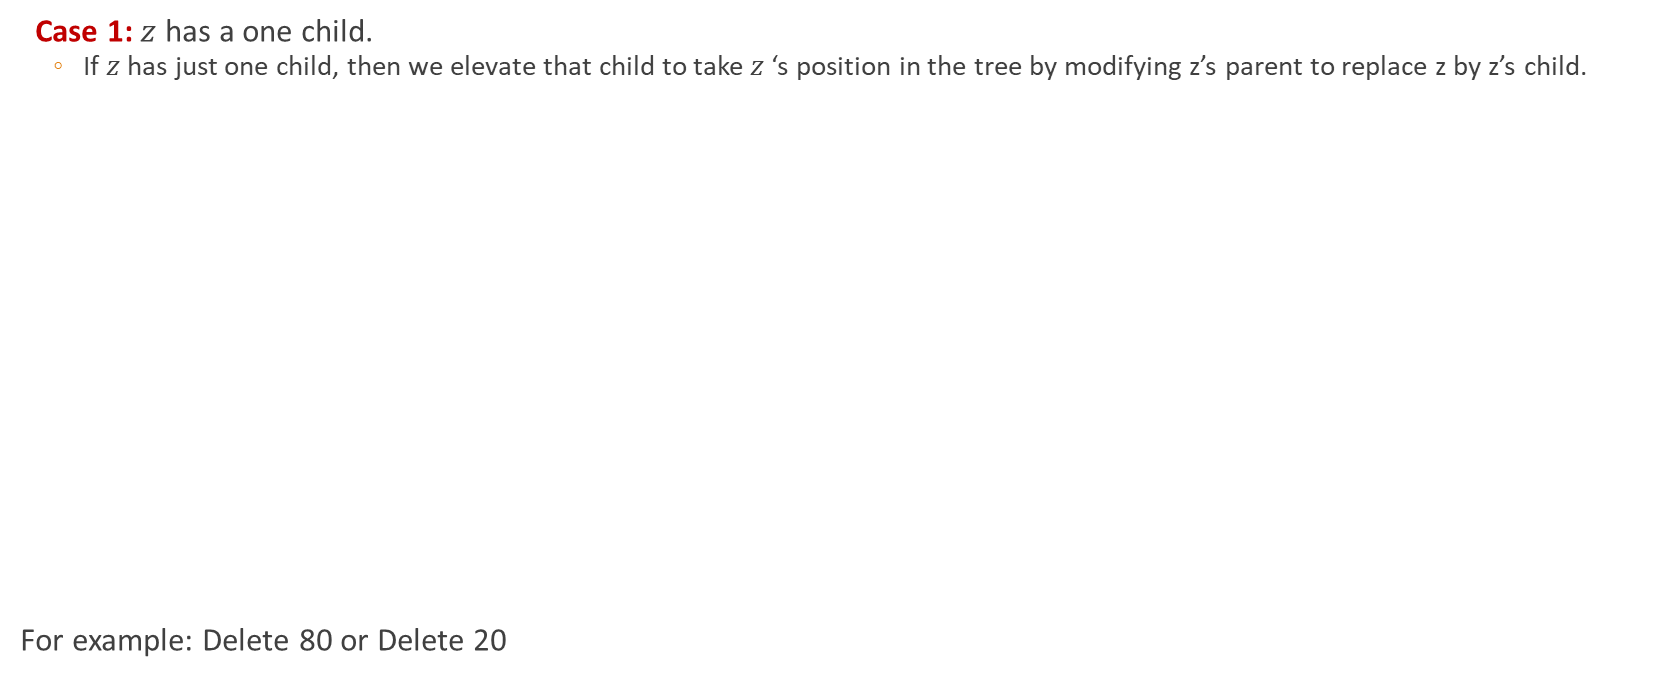 Case 1: z has a one child.
◦ If z has just one child, then we elevate that child to take z ‘s position in the tree by modifying z’s parent to replace z by z’s child.
For example: Delete 80 or Delete 20